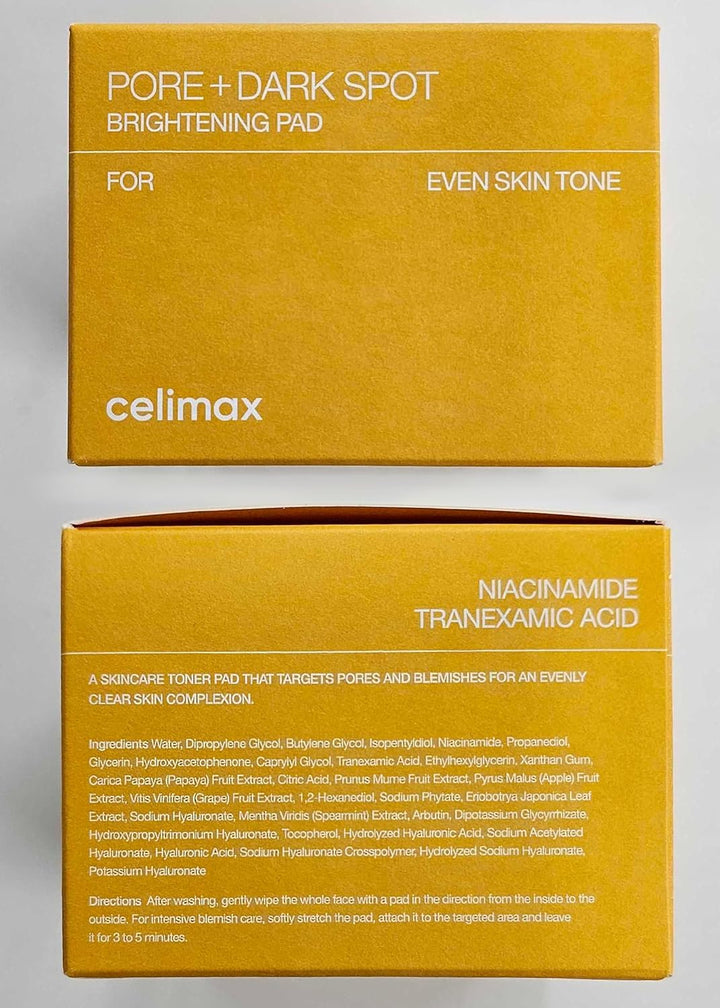 PORE + DARK SPOT
BRIGHTENING PAD
FOR EVEN SKIN TONE
celimax
NIACINAMIDE
TRANEXAMIC ACID
A SKINCARE TONER PAD THAT TARGETS PORES AND BLEMISHES FOR AN EVENLY
CLEAR SKIN COMPLEXION.
Ingredients Water, Dipropylene Glycol, Butylene Glycol, Isopentyldiol, Niacinamide, Propanediol,
Glycerin, Hydroxyacetophenone, Caprylyl Glycol, Tranexamic Acid, Ethylhexylglycerin, Xanthan Gum,
Carica Papaya (Papaya) Fruit Extract, Citric Acid, Prunus Mume Fruit Extract, Pyrus Malus (Apple) Fruit
Extract, Vitis Vinifera (Grape) Fruit Extract, 1,2-Hexanediol, Sodium Phytate, Eriobotrya Japonica Leaf
Extract, Sodium Hyaluronate, Mentha Viridis (Spearmint) Extract, Arbutin, Dipotassium Glycyrrhizate,
Hydroxypropyltrimonium Hyaluronate, Tocopherol, Hydrolyzed Hyaluronic Acid, Sodium Acetylated
Hyaluronate, Hyaluronic Acid, Sodium Hyaluronate Crosspolymer, Hydrolyzed Sodium Hyaluronate,
Potassium Hyaluronate
Directions After washing, gently wipe the whole face with a pad in the direction from the inside to the
outside. For intensive blemish care, softly stretch the pad, attach it to the targeted area and leave
it for 3 to 5 minutes.